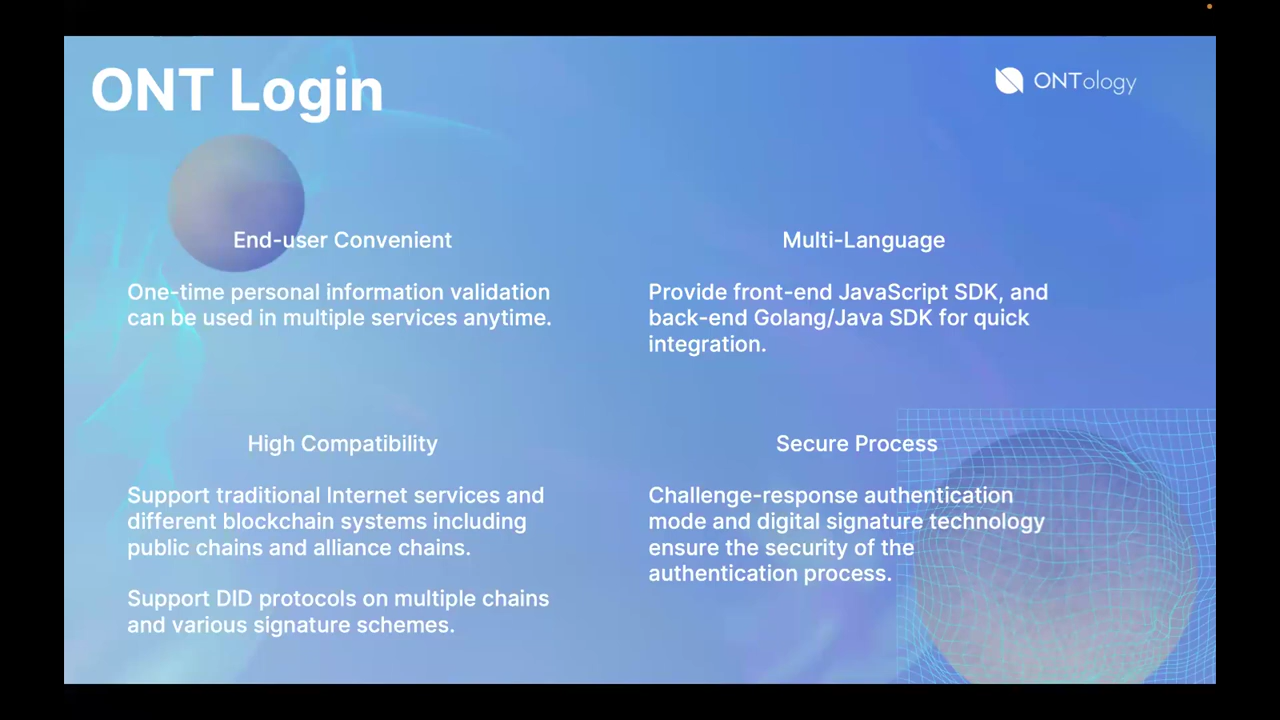 ONT Login
ONTology
End-user Convenient
One-time personal information validation
can be used in multiple services anytime.
Multi-Language
Provide front-end JavaScript SDK, and
back-end Golang/Java SDK for quick
integration.
High Compatibility
Support traditional Internet services and
different blockchain systems including
public chains and alliance chains.
Support DID protocols on multiple chains
and various signature schemes.
Secure Process
Challenge-response authentication
mode and digital signature technology
ensure the security of the
authentication process.